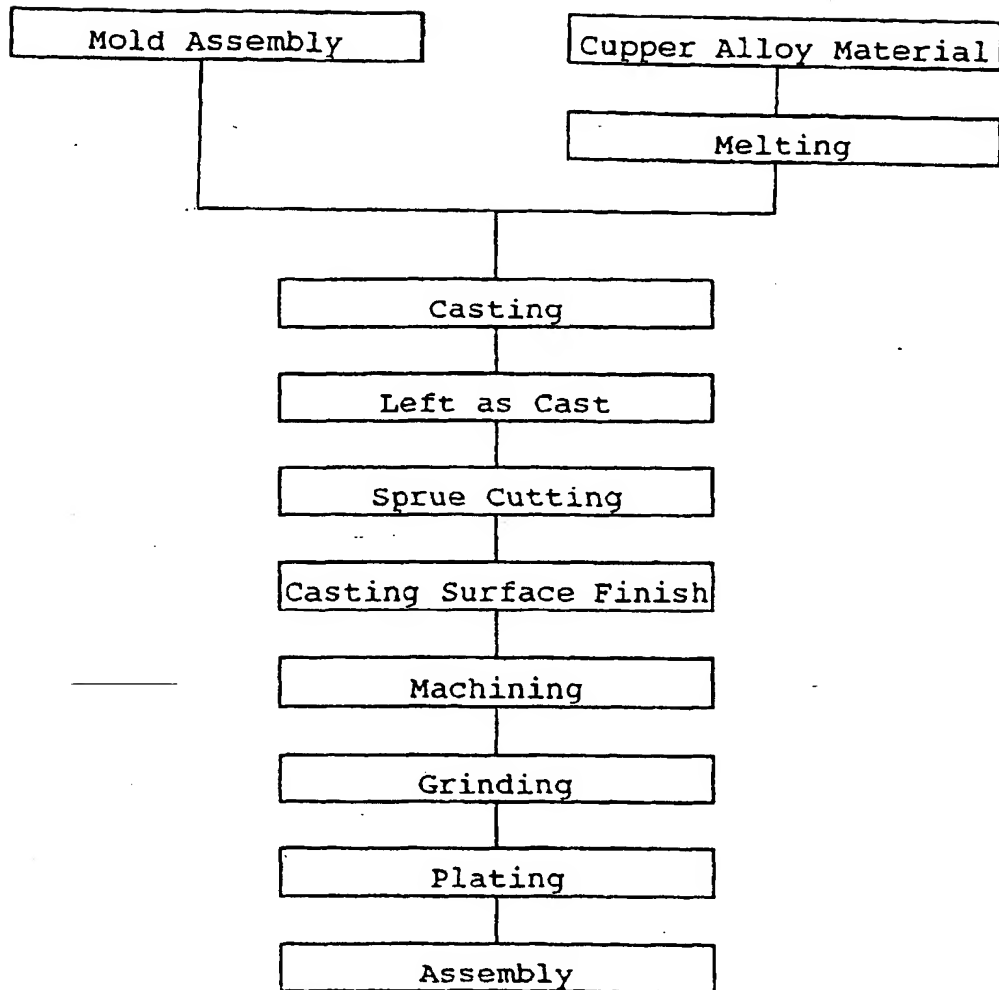 Mold Assembly
Cupper Alloy Material
Melting
Casting
Left as Cast
Sprue Cutting
Casting Surface Finish
Machining
Grinding
Plating
Assembly